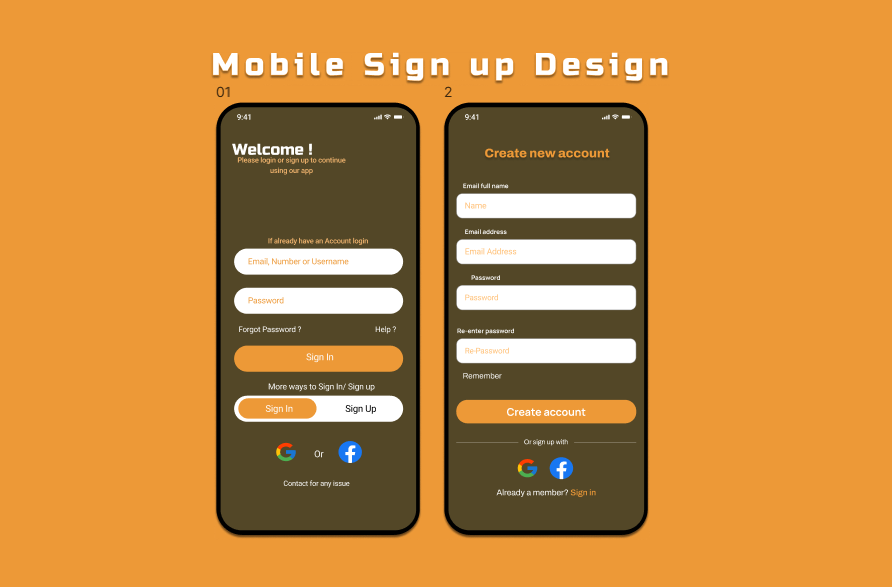 Mobile Sign up Design
01
9:41
Welcome !
Please login or sign up to continue
using our app
If already have an Account login
Email, Number or Username
Password
Forgot Password ?
Help ?
Sign In
More ways to Sign In/ Sign up
Sign In
Sign Up
Or
Contact for any issue
2
9:41
Create new account
Email full name
Name
Email address
Email Address
Password
Password
Re-enter password
Re-Password
Remember
Create account
Or sign up with
Already a member? Sign in